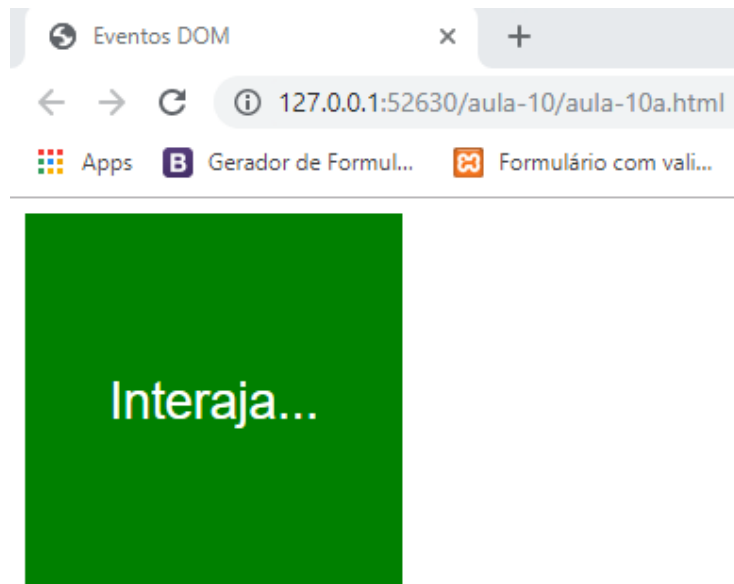 Eventos DOM
127.0.0.1:52630/aula-10/aula-10a.html
Apps B Gerador de Formul... Formulário com vali...
Interaja...